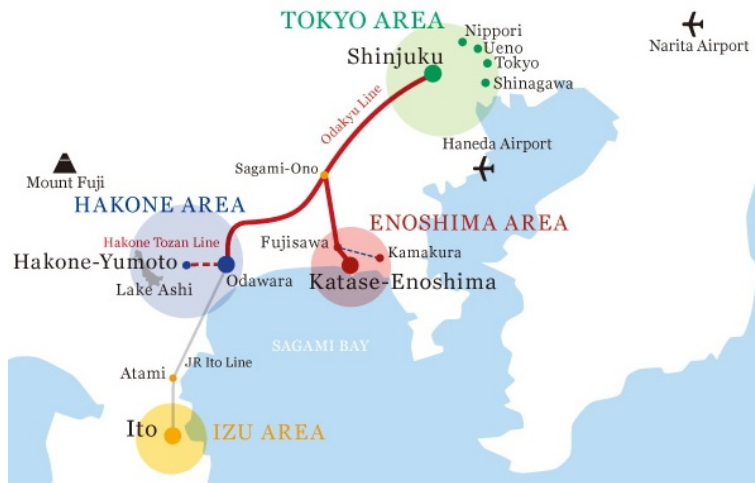 TOKYO AREA
Nippori
Ueno
Tokyo
Shinagawa
Shinjuku
Narita Airport
Odakyu Line
Haneda Airport
Sagami-Ono
Mount Fuji
HAKONE AREA
ENOSHIMA AREA
Hakone Tozan Line
Fujisawa
Kamakura
Hakone-Yumoto
Lake Ashi
Odawara
Katase-Enoshima
SAGAMI BAY
JR Ito Line
Atami
Ito
IZU AREA